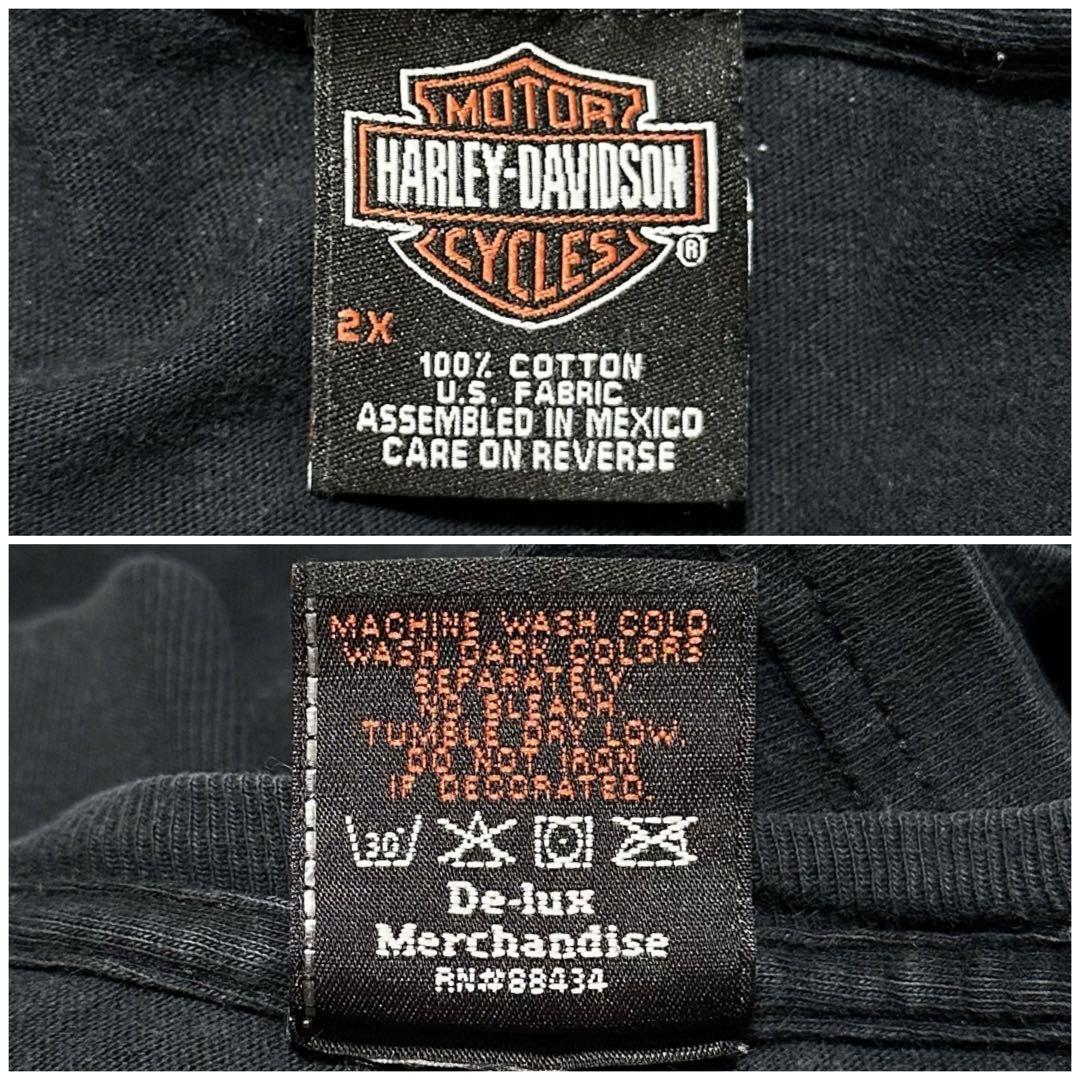 MOTOR
HARLEY-DAVIDSON
CYCLES
®
2X
100% COTTON
U.S. FABRIC
ASSEMBLED IN MEXICO
CARE ON REVERSE
MACHINE WASH COLD.
WASH DARK COLORS
SEPARATELY.
NO BLEACH.
TUMBLE DRY LOW.
DO NOT IRON
IF DECORATED.
30°
De-lux
Merchandise
RN#88434